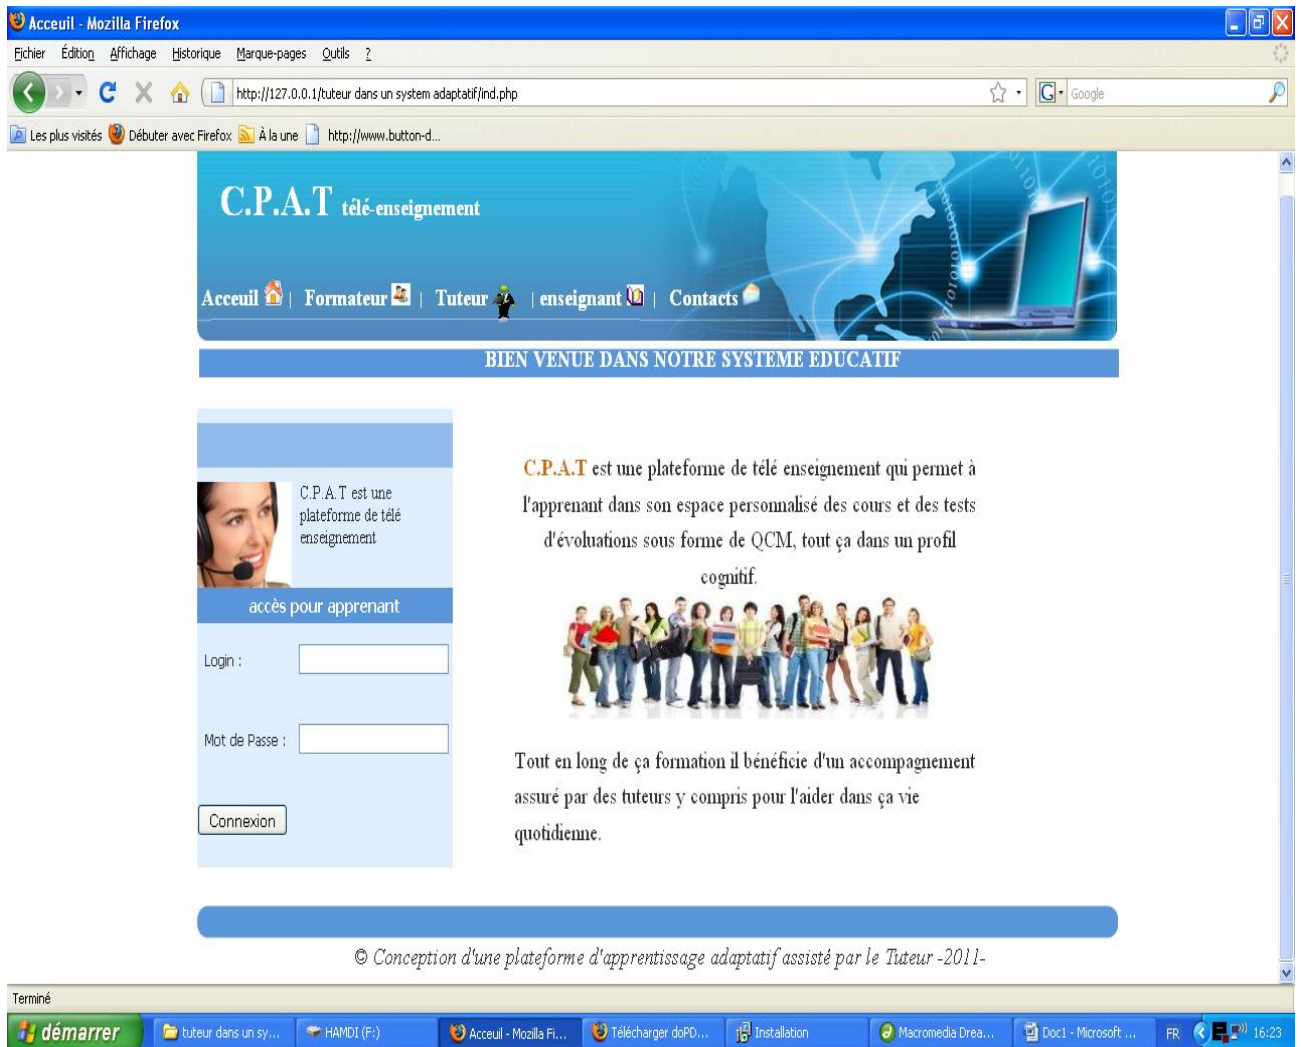 Acceuil - Mozilla Firefox
Fichier Édition Affichage Historique Marque-pages Outils ?
http://127.0.0.1/tuteur dans un system adaptatif/ind.php
G Google
Les plus visités Débuter avec Firefox À la une http://www.button-d...
C.P.A.T télé-enseignement
Acceuil | Formateur | Tuteur | enseignant | Contacts
BIEN VENUE DANS NOTRE SYSTEME EDUCATIF
C.P.A.T est une
plateforme de télé
enseignement
accès pour apprenant
Login :
Mot de Passe :
Connexion
C.P.A.T est une plateforme de télé enseignement qui permet à
l'apprenant dans son espace personnalisé des cours et des tests
d'évoluations sous forme de QCM, tout ça dans un profil
cognitif.
Tout en long de ça formation il bénéficie d'un accompagnement
assuré par des tuteurs y compris pour l'aider dans ça vie
quotidienne.
© Conception d'une plateforme d'apprentissage adaptatif assisté par le Tuteur -2011-
Terminé
démarrer tuteur dans un sy... HAMDI (F:) Acceuil - Mozilla Fi... Télécharger doPD... Installation Macromedia Drea... Doc1 - Microsoft ... FR 16:23